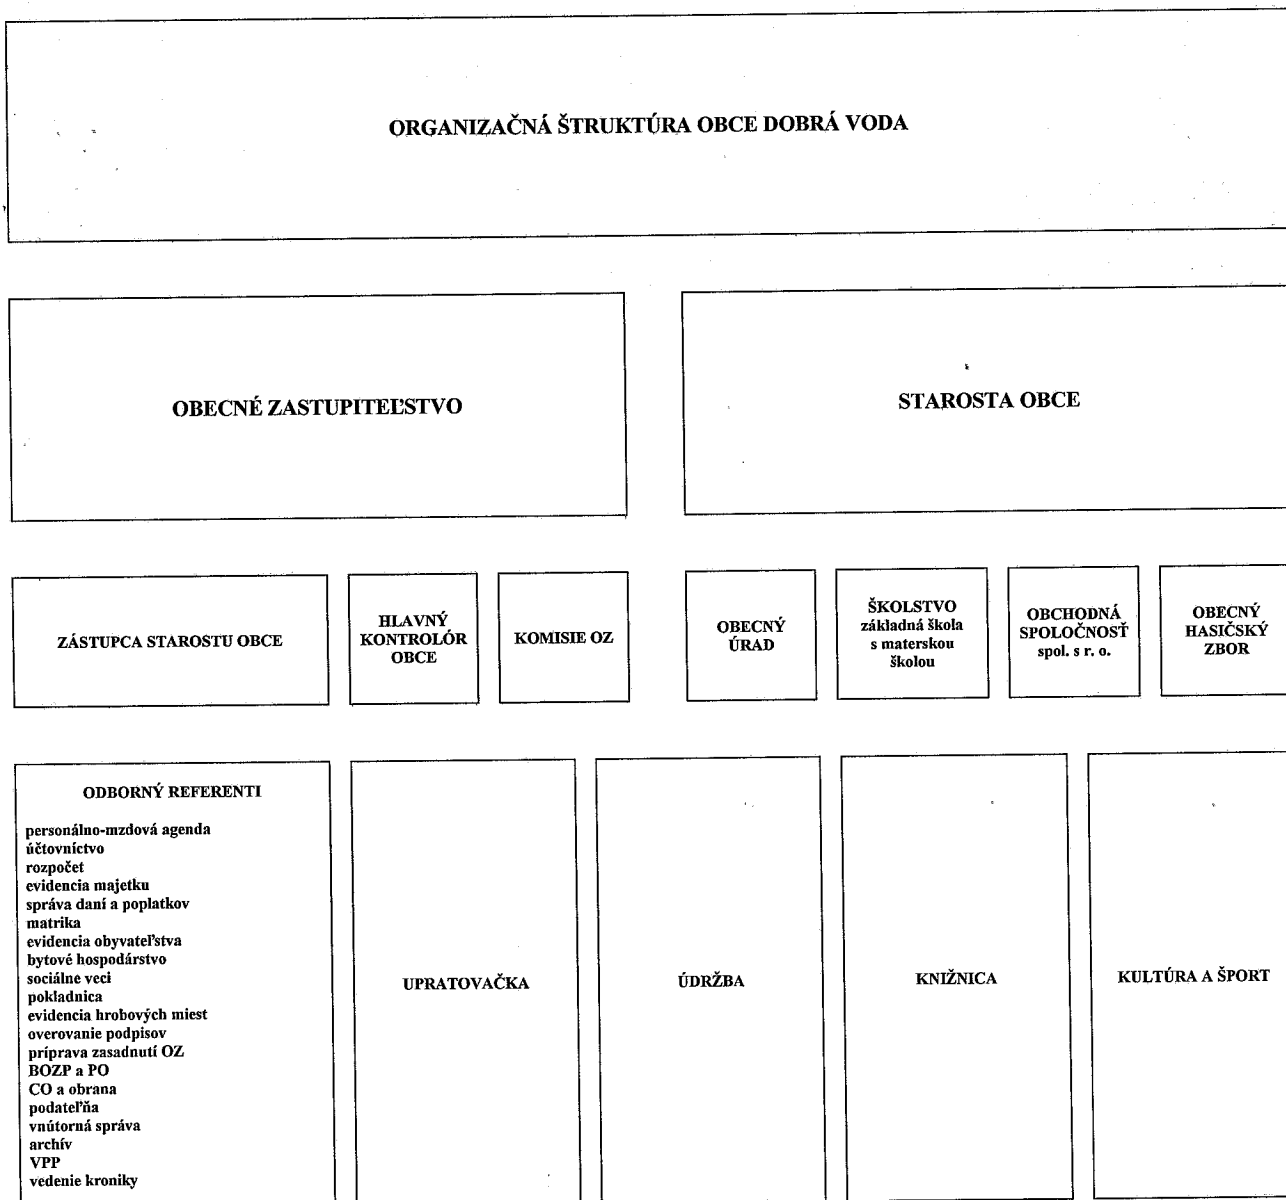 ORGANIZAČNÁ ŠTRUKTÚRA OBCE DOBRÁ VODA
OBECNÉ ZASTUPITEĽSTVO
STAROSTA OBCE
ZÁSTUPCA STAROSTU OBCE
HLAVNÝ
KONTROLÓR
OBCE
KOMISIE OZ
OBECNÝ
ÚRAD
ŠKOLSTVO
základná škola
s materskou
školou
OBCHODNÁ
SPOLOČNOSŤ
spol. s r. o.
OBECNÝ
HASIČSKÝ
ZBOR
ODBORNÝ REFERENTI
personálno-mzdová agenda
účtovníctvo
rozpočet
evidencia majetku
správa daní a poplatkov
matrika
evidencia obyvateľstva
bytové hospodárstvo
sociálne veci
pokladnica
evidencia hrobových miest
overovanie podpisov
príprava zasadnutí OZ
BOZP a PO
CO a obrana
podateľňa
vnútorná správa
archív
VPP
vedenie kroniky
UPRATOVAČKA
ÚDRŽBA
KNIŽNICA
KULTÚRA A ŠPORT